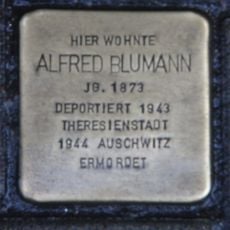 HIER WOHNTE
ALFRED BLUMANN
JG. 1873
DEPORTIERT 1943
THERESIENSTADT
1944 AUSCHWITZ
ERMORDET